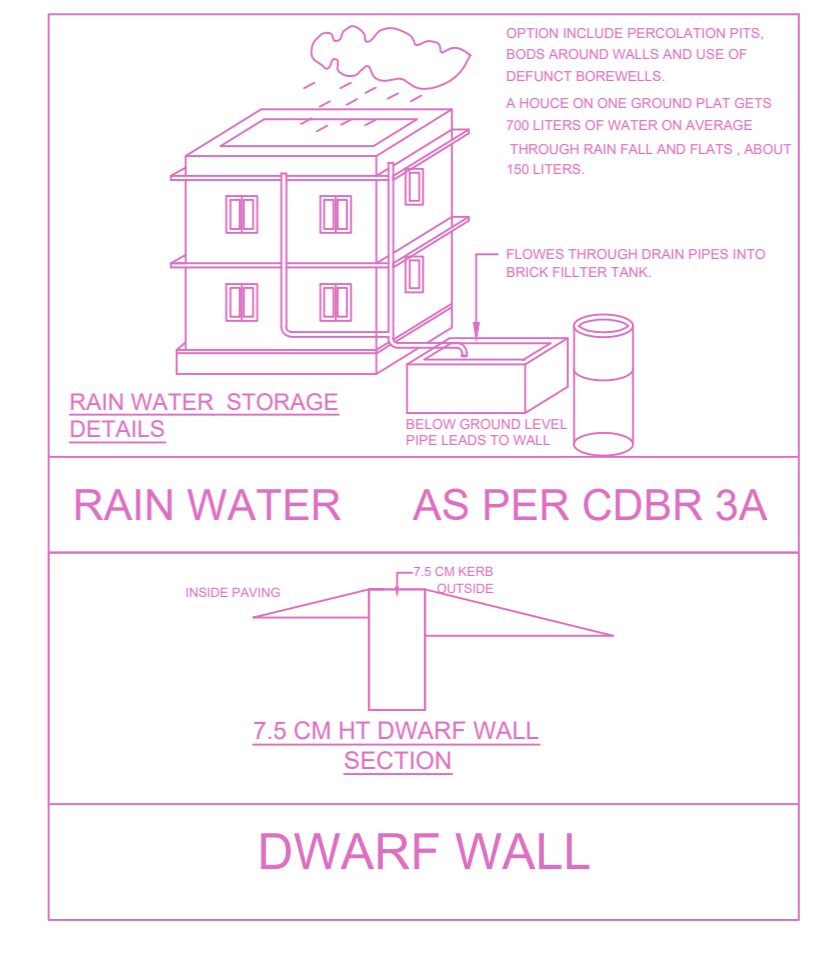 OPTION INCLUDE PERCOLATION PITS,
BODS AROUND WALLS AND USE OF
DEFUNCT BOREWELLS.
A HOUCE ON ONE GROUND PLAT GETS
700 LITERS OF WATER ON AVERAGE
THROUGH RAIN FALL AND FLATS , ABOUT
150 LITERS.
FLOWES THROUGH DRAIN PIPES INTO
BRICK FILLTER TANK.
RAIN WATER STORAGE
DETAILS
BELOW GROUND LEVEL
PIPE LEADS TO WALL
RAIN WATER AS PER CDBR 3A
7.5 CM KERB
INSIDE PAVING
OUTSIDE
7.5 CM HT DWARF WALL
SECTION
DWARF WALL